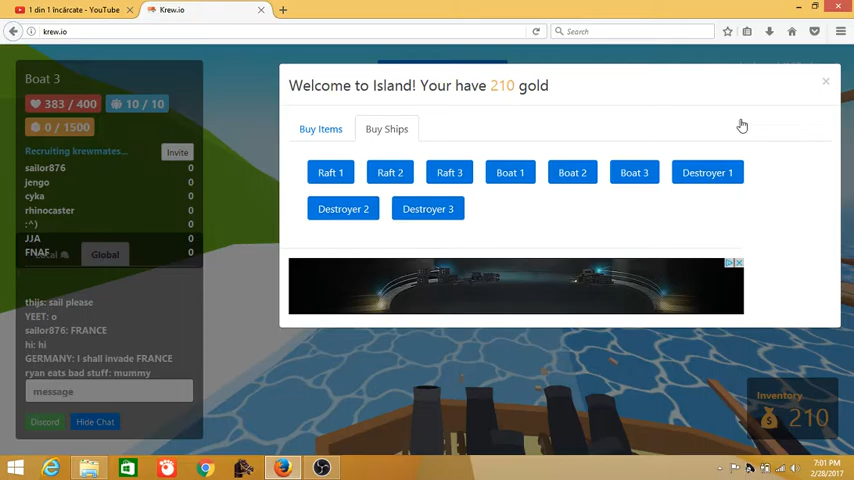 1 din 1 încărcate - YouTube
Krew.io
krew.io
Search
Boat 3
383 / 400
10 / 10
0 / 1500
Recruiting krewmates...
Invite
sailor876 0
jengo 0
cyka 0
rhinocaster 0
:^) 0
JJA 0
FNAF 0
Local
Global
thijs: sail please
YEET: o
sailor876: FRANCE
hi: hi
GERMANY: I shall invade FRANCE
ryan eats bad stuff: mummy
message
Discord
Hide Chat
Welcome to Island! Your have 210 gold
×
Buy Items
Buy Ships
Raft 1
Raft 2
Raft 3
Boat 1
Boat 2
Boat 3
Destroyer 1
Destroyer 2
Destroyer 3
Inventory
210
7:01 PM
2/28/2017